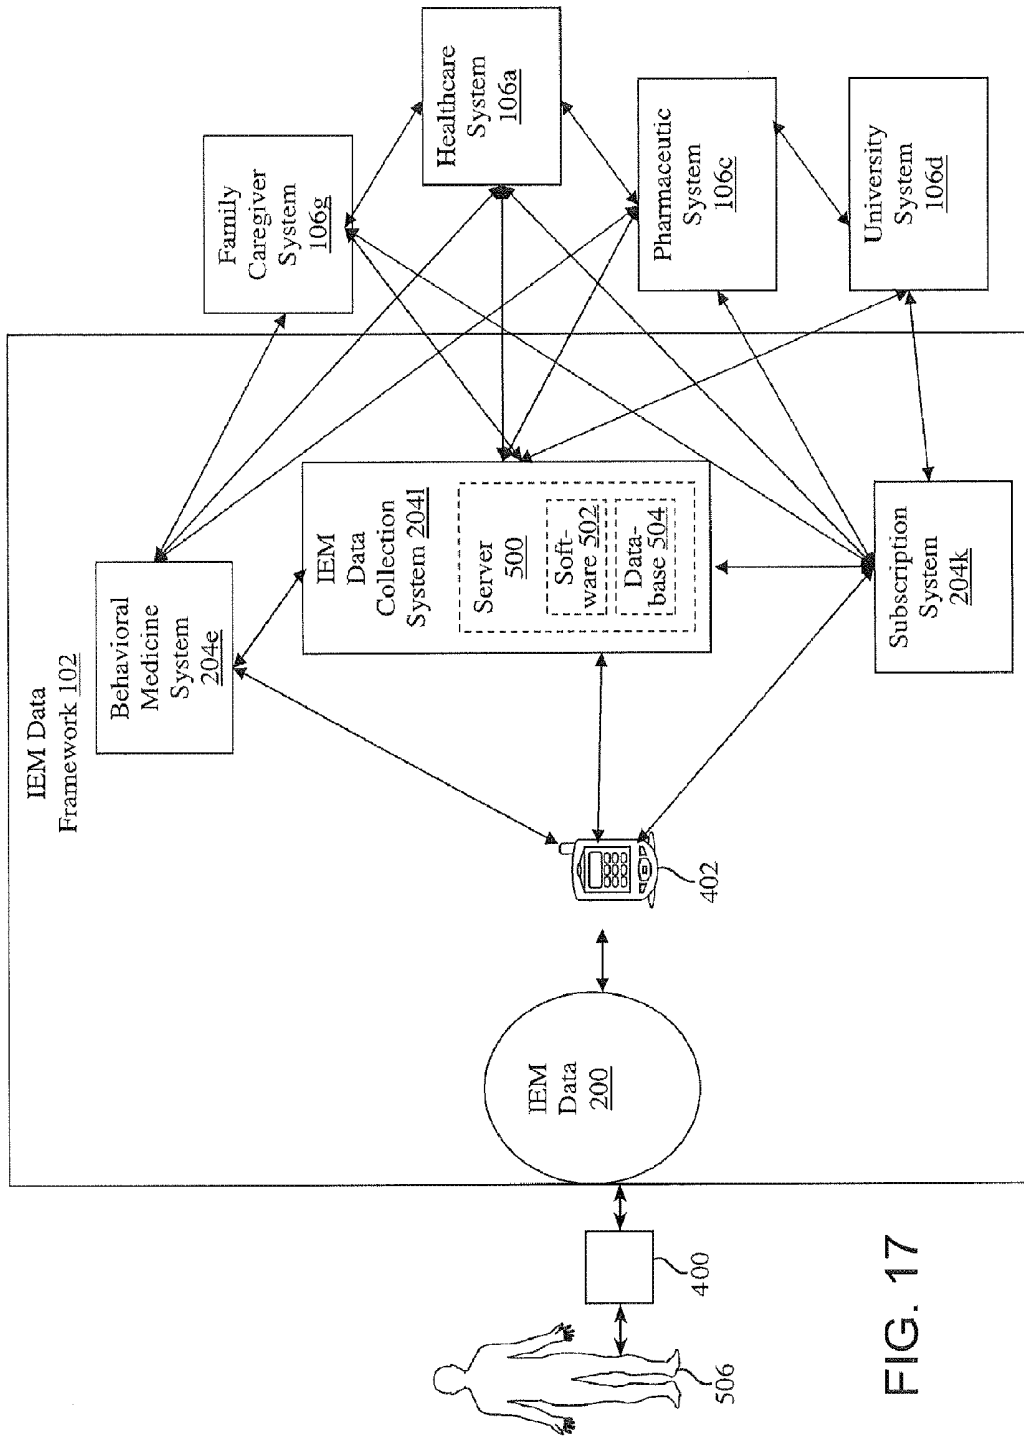 IEM Data
Framework 102
Behavioral
Medicine
System
204e
Family
Caregiver
System
106g
Healthcare
System
106a
IEM
Data
Collection
System 204l
Server
500
Soft-
ware 502
Data-
base 504
Pharmaceutic
System
106c
University
System
106d
Subscription
System
204k
402
IEM
Data
200
400
506
FIG. 17